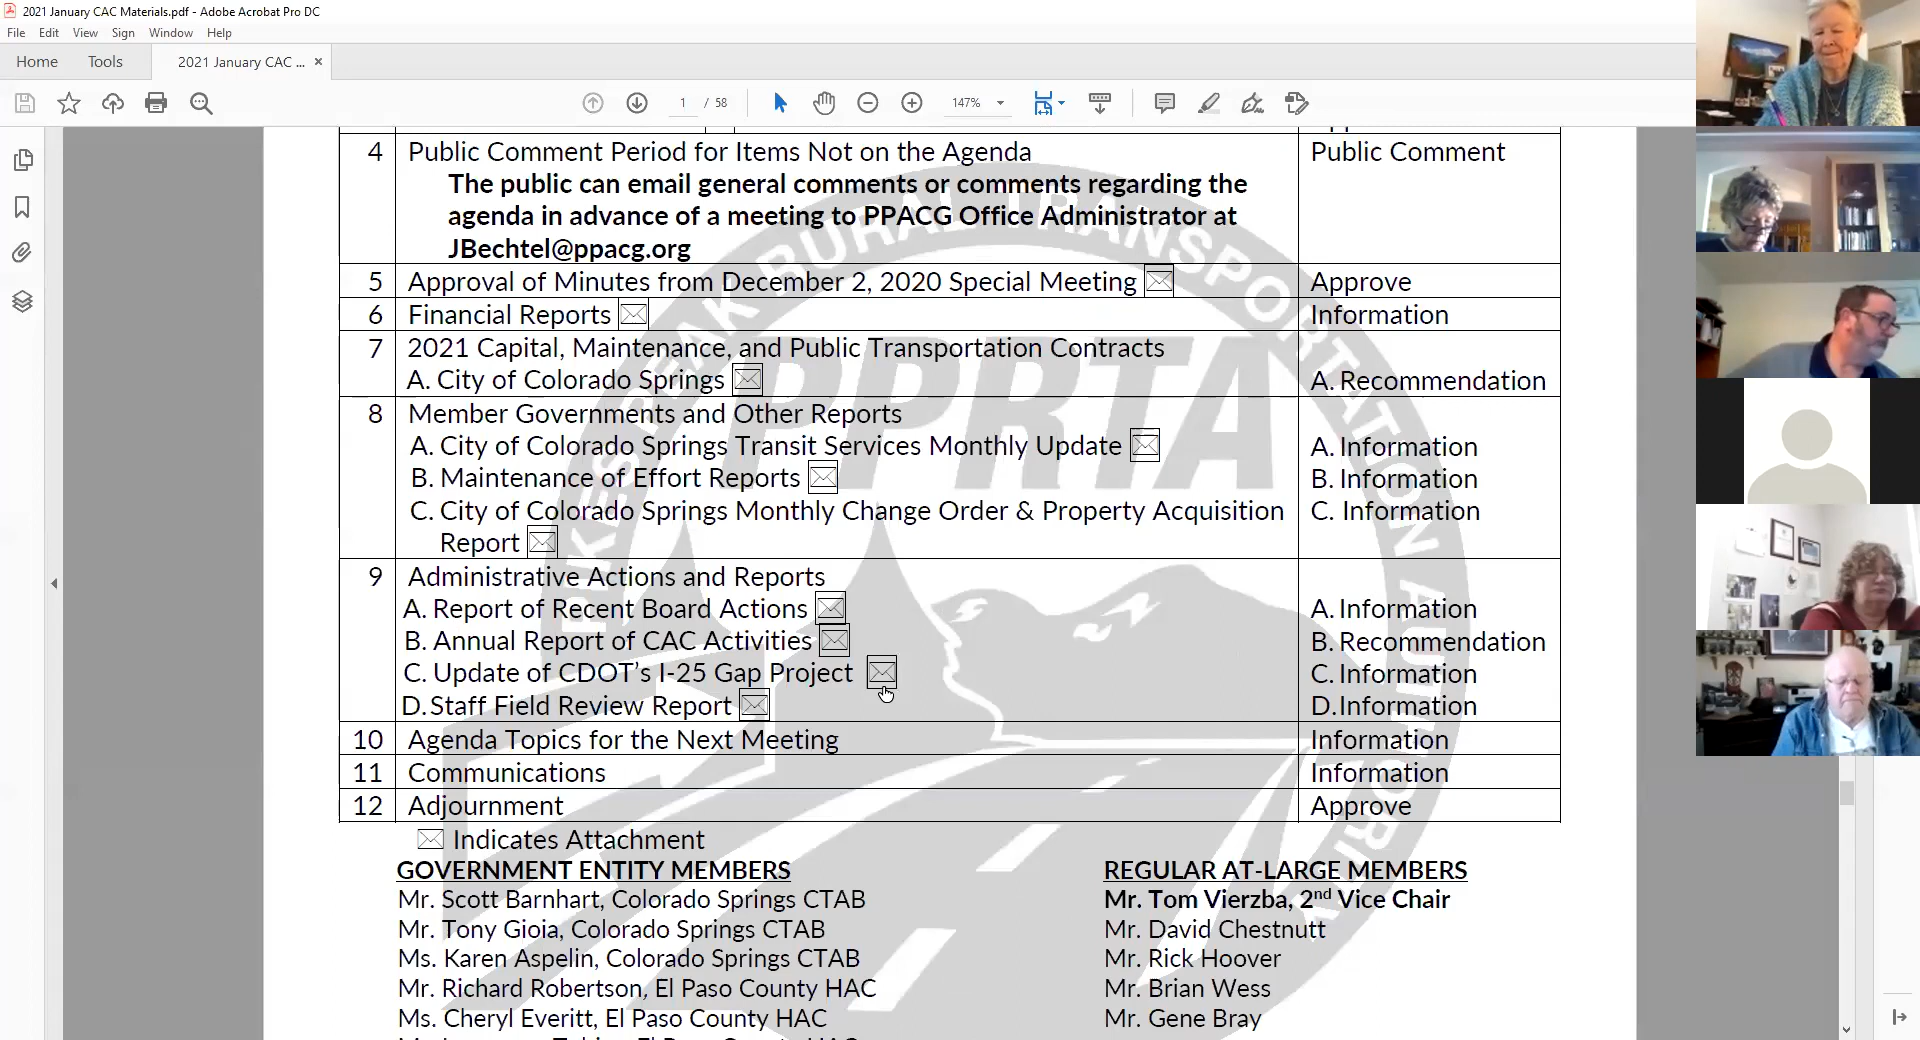 2021 January CAC Materials.pdf - Adobe Acrobat Pro DC
File Edit View Sign Window Help
Home Tools 2021 January CAC ... ×
1 / 58 147%
4 Public Comment Period for Items Not on the Agenda Public Comment
The public can email general comments or comments regarding the
agenda in advance of a meeting to PPACG Office Administrator at
JBechtel@ppacg.org
5 Approval of Minutes from December 2, 2020 Special Meeting Approve
6 Financial Reports Information
7 2021 Capital, Maintenance, and Public Transportation Contracts
A. City of Colorado Springs A. Recommendation
8 Member Governments and Other Reports
A. City of Colorado Springs Transit Services Monthly Update A. Information
B. Maintenance of Effort Reports B. Information
C. City of Colorado Springs Monthly Change Order & Property Acquisition C. Information
Report
9 Administrative Actions and Reports
A. Report of Recent Board Actions A. Information
B. Annual Report of CAC Activities B. Recommendation
C. Update of CDOT's I-25 Gap Project C. Information
D. Staff Field Review Report D. Information
10 Agenda Topics for the Next Meeting Information
11 Communications Information
12 Adjournment Approve
Indicates Attachment
GOVERNMENT ENTITY MEMBERS REGULAR AT-LARGE MEMBERS
Mr. Scott Barnhart, Colorado Springs CTAB Mr. Tom Vierzba, 2nd Vice Chair
Mr. Tony Gioia, Colorado Springs CTAB Mr. David Chestnutt
Ms. Karen Aspelin, Colorado Springs CTAB Mr. Rick Hoover
Mr. Richard Robertson, El Paso County HAC Mr. Brian Wess
Ms. Cheryl Everitt, El Paso County HAC Mr. Gene Bray
PIKES PEAK RURAL TRANSPORTATION AUTHORITY
PPRTA